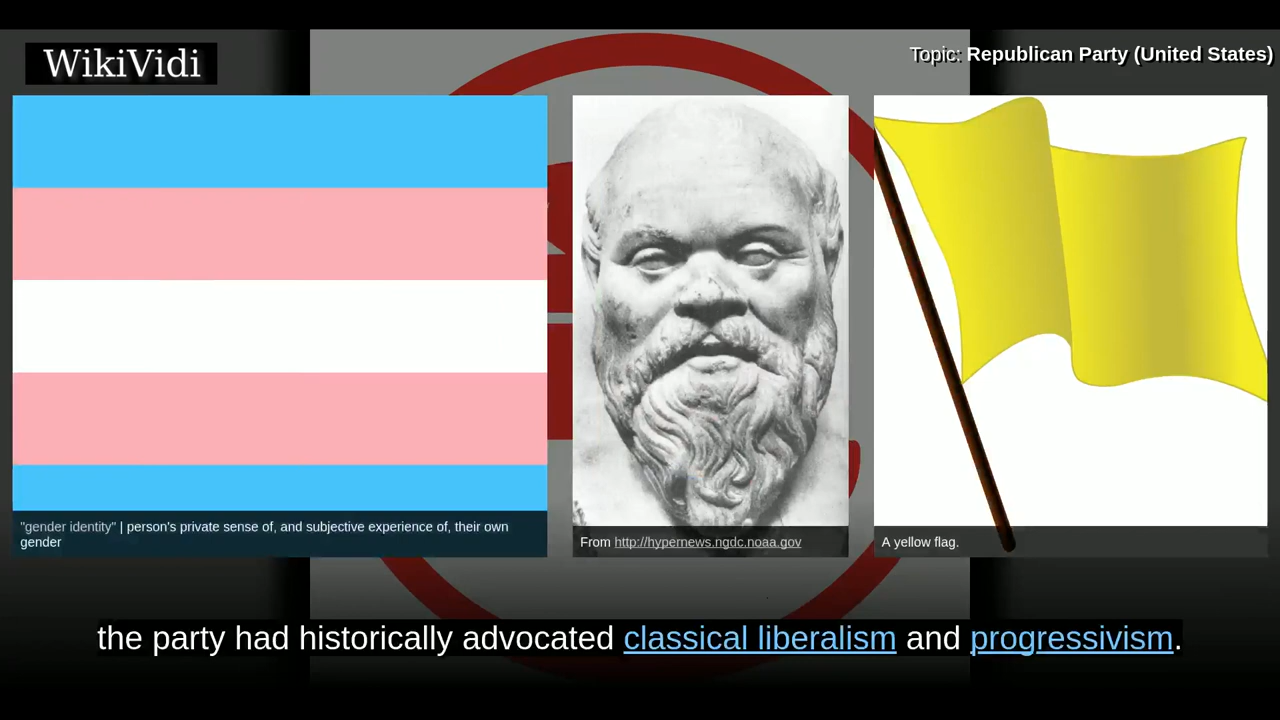 WikiVidi
Topic: Republican Party (United States)
"gender identity" | person's private sense of, and subjective experience of, their own
gender
From http://hypernews.ngdc.noaa.gov
A yellow flag.
the party had historically advocated classical liberalism and progressivism.